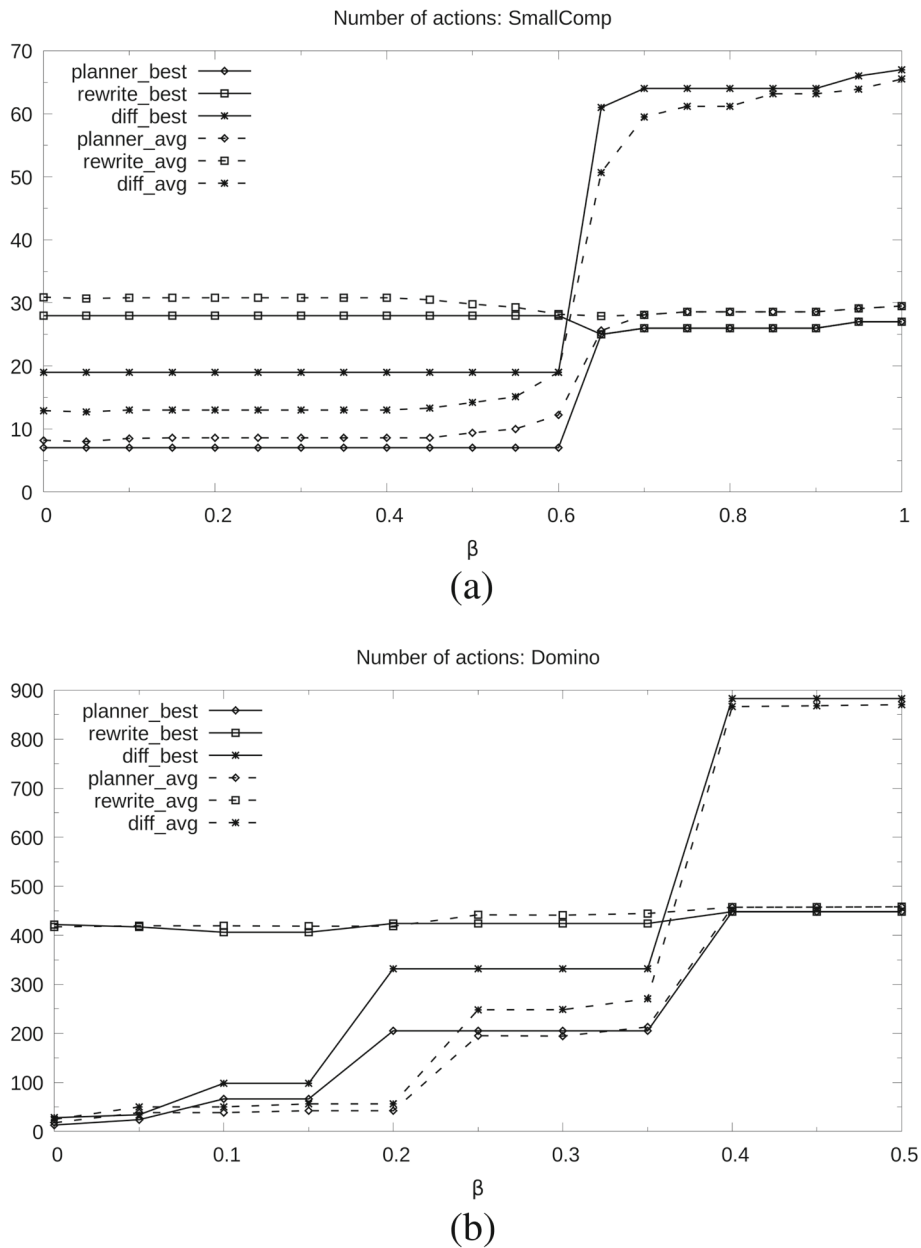 Number of actions: SmallComp
70
60
50
40
30
20
10
0
planner_best
rewrite_best
diff_best
planner_avg
rewrite_avg
diff_avg
0 0.2 0.4 0.6 0.8 1
β
(a)
Number of actions: Domino
900
800
700
600
500
400
300
200
100
0
planner_best
rewrite_best
diff_best
planner_avg
rewrite_avg
diff_avg
0 0.1 0.2 0.3 0.4 0.5
β
(b)